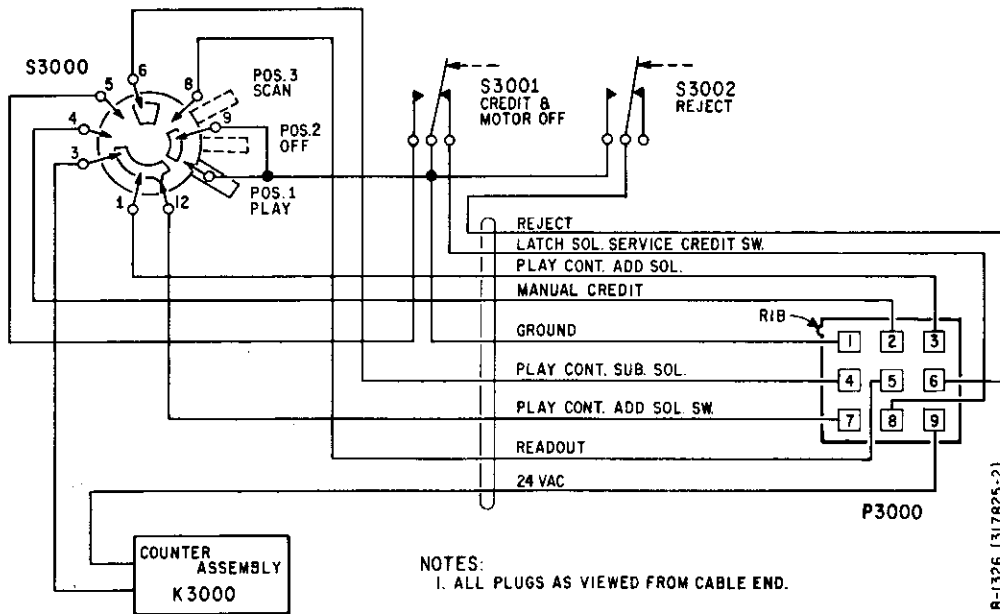 S3000
5
6
8
4
3
9
1
12
POS.3
SCAN
POS.2
OFF
POS.1
PLAY
S3001
CREDIT &
MOTOR OFF
S3002
REJECT
REJECT
LATCH SOL. SERVICE CREDIT SW.
PLAY CONT. ADD SOL.
MANUAL CREDIT
GROUND
PLAY CONT. SUB. SOL.
PLAY CONT. ADD SOL. SW.
READOUT
24 VAC
RIB
1 2 3
4 5 6
7 8 9
P3000
COUNTER
ASSEMBLY
K3000
NOTES:
1. ALL PLUGS AS VIEWED FROM CABLE END.
B-1326 (317825-2)